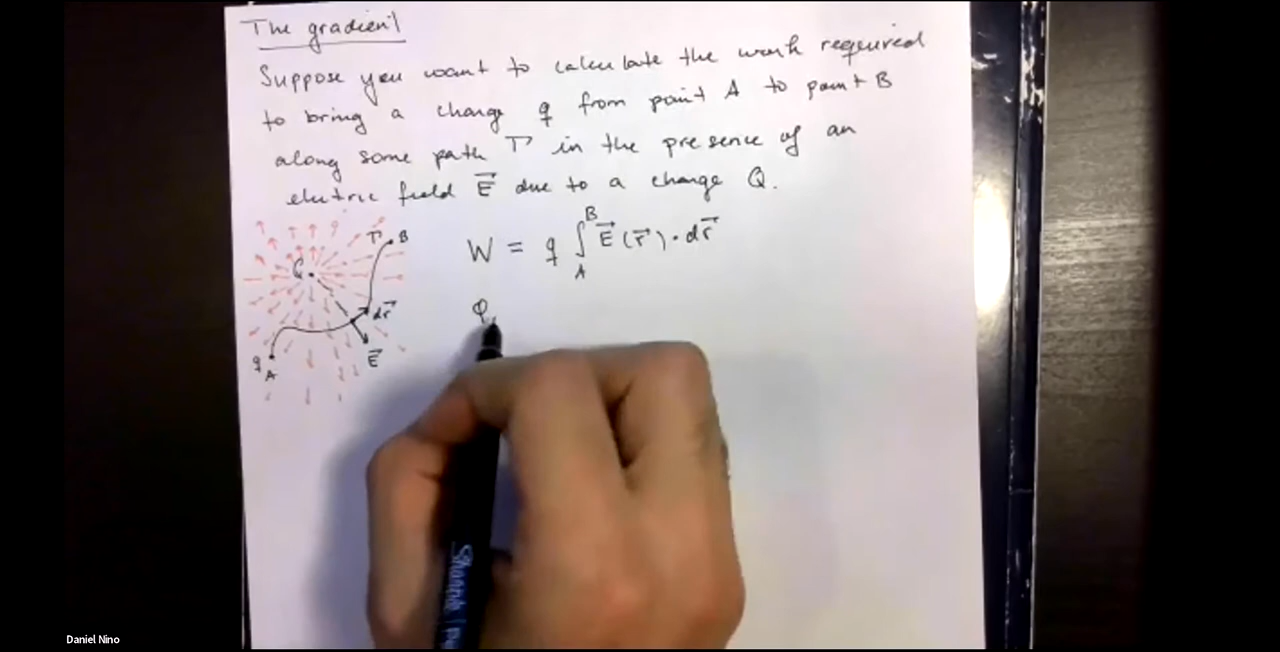 The gradient
Suppose you want to calculate the work required
to bring a charge q from point A to point B
along some path Γ in the presence of an
electric field E⃗ due to a charge Q.
Γ B
Q
dr⃗
E⃗
q A
W = q ∫_A^B E⃗(r⃗)·dr⃗
Sharpie
Daniel Nino